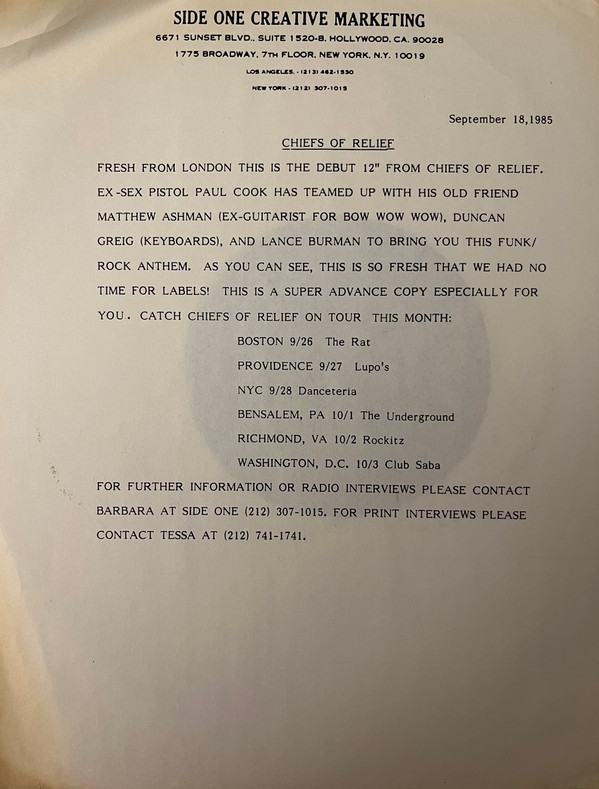 SIDE ONE CREATIVE MARKETING
6671 SUNSET BLVD., SUITE 1520-B, HOLLYWOOD, CA. 90028
1775 BROADWAY, 7TH FLOOR, NEW YORK, N.Y. 10019
LOS ANGELES, - (213) 462-1530
NEW YORK - (212) 307-1015
September 18,1985
CHIEFS OF RELIEF
FRESH FROM LONDON THIS IS THE DEBUT 12" FROM CHIEFS OF RELIEF.
EX-SEX PISTOL PAUL COOK HAS TEAMED UP WITH HIS OLD FRIEND
MATTHEW ASHMAN (EX-GUITARIST FOR BOW WOW WOW), DUNCAN
GREIG (KEYBOARDS), AND LANCE BURMAN TO BRING YOU THIS FUNK/
ROCK ANTHEM. AS YOU CAN SEE, THIS IS SO FRESH THAT WE HAD NO
TIME FOR LABELS! THIS IS A SUPER ADVANCE COPY ESPECIALLY FOR
YOU. CATCH CHIEFS OF RELIEF ON TOUR THIS MONTH:
BOSTON 9/26 The Rat
PROVIDENCE 9/27 Lupo's
NYC 9/28 Danceteria
BENSALEM, PA 10/1 The Underground
RICHMOND, VA 10/2 Rockitz
WASHINGTON, D.C. 10/3 Club Saba
FOR FURTHER INFORMATION OR RADIO INTERVIEWS PLEASE CONTACT
BARBARA AT SIDE ONE (212) 307-1015. FOR PRINT INTERVIEWS PLEASE
CONTACT TESSA AT (212) 741-1741.